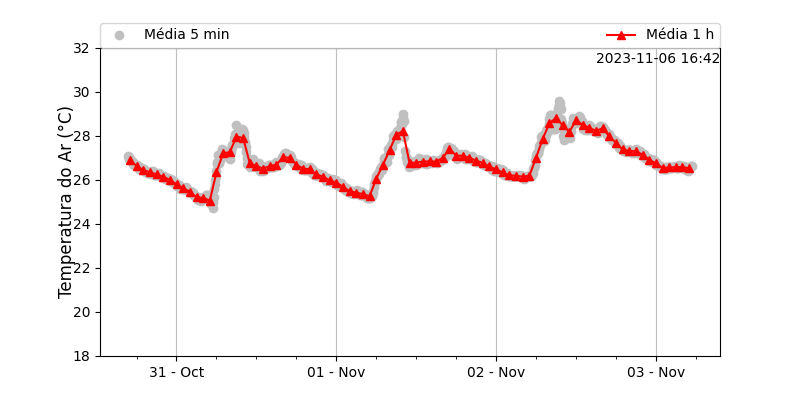 Média 5 min
Média 1 h
2023-11-06 16:42
Temperatura do Ar (°C)
32
30
28
26
24
22
20
18
31 - Oct
01 - Nov
02 - Nov
03 - Nov